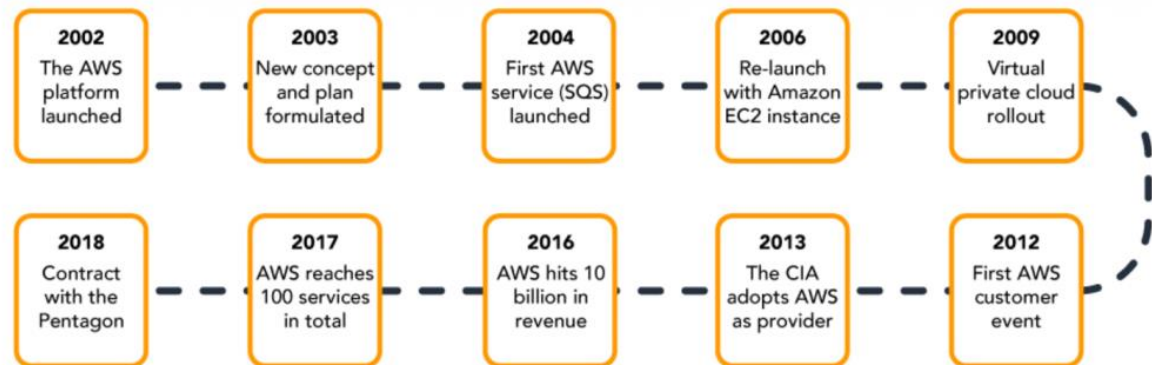 2002
The AWS
platform
launched
2003
New concept
and plan
formulated
2004
First AWS
service (SQS)
launched
2006
Re-launch
with Amazon
EC2 instance
2009
Virtual
private cloud
rollout
2012
First AWS
customer
event
2013
The CIA
adopts AWS
as provider
2016
AWS hits 10
billion in
revenue
2017
AWS reaches
100 services
in total
2018
Contract
with the
Pentagon